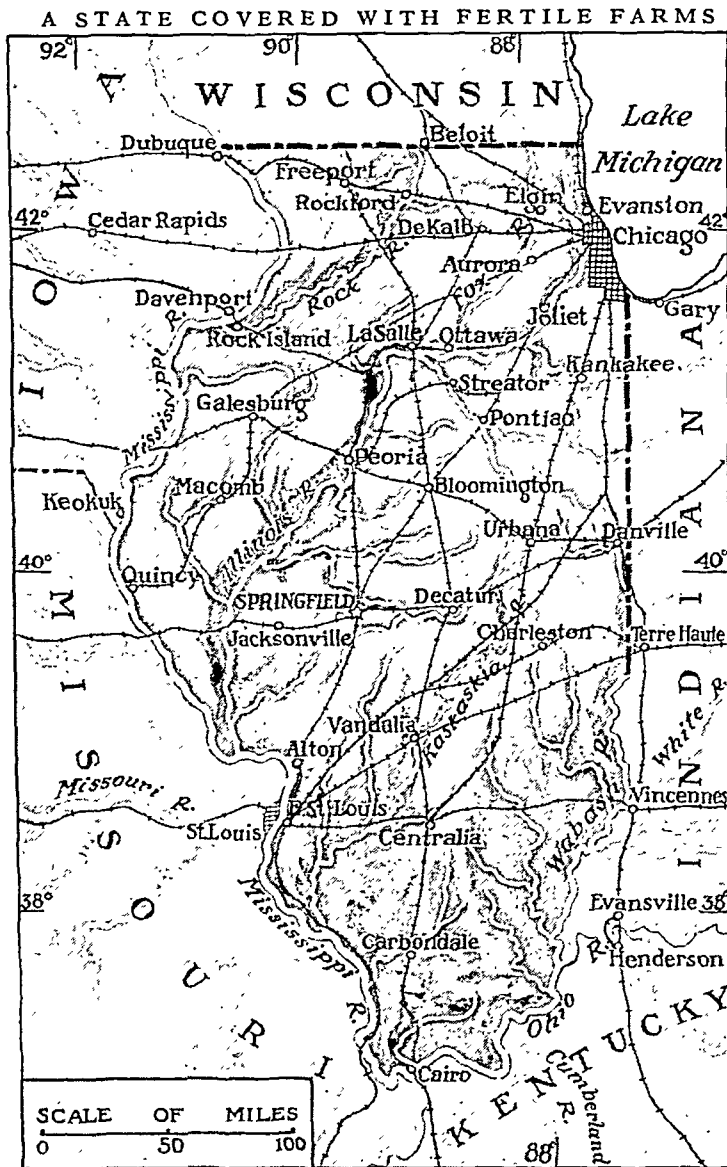 A STATE COVERED WITH FERTILE FARMS
92° 90 88°
WISCONSIN
Lake
Michigan
IOWA
Beloit
Dubuque
Freeport
Rockford
Elgin
Evanston
42° 42°
Cedar Rapids
DeKalb
Chicago
Aurora
Rock R.
Fox R.
Davenport
Rock Island
Joliet
Gary
LaSalle
Ottawa
Mississippi R.
Kankakee
Streator
Galesburg
Pontiac
INDIANA
Peoria
Macomb
Bloomington
Keokuk
Illinois R.
Urbana
Danville
40° 40°
Quincy
SPRINGFIELD
Decatur
Jacksonville
Charleston
Terre Haute
MISSOURI
Kaskaskia R.
Vandalia
White R.
Alton
Wabash R.
Missouri R.
E. St. Louis
Vincennes
St. Louis
Centralia
38° 38°
Evansville
Mississippi R.
Carbondale
Henderson
Ohio R.
KENTUCKY
Cairo
Cumberland R.
SCALE OF MILES
0 50 100
88°